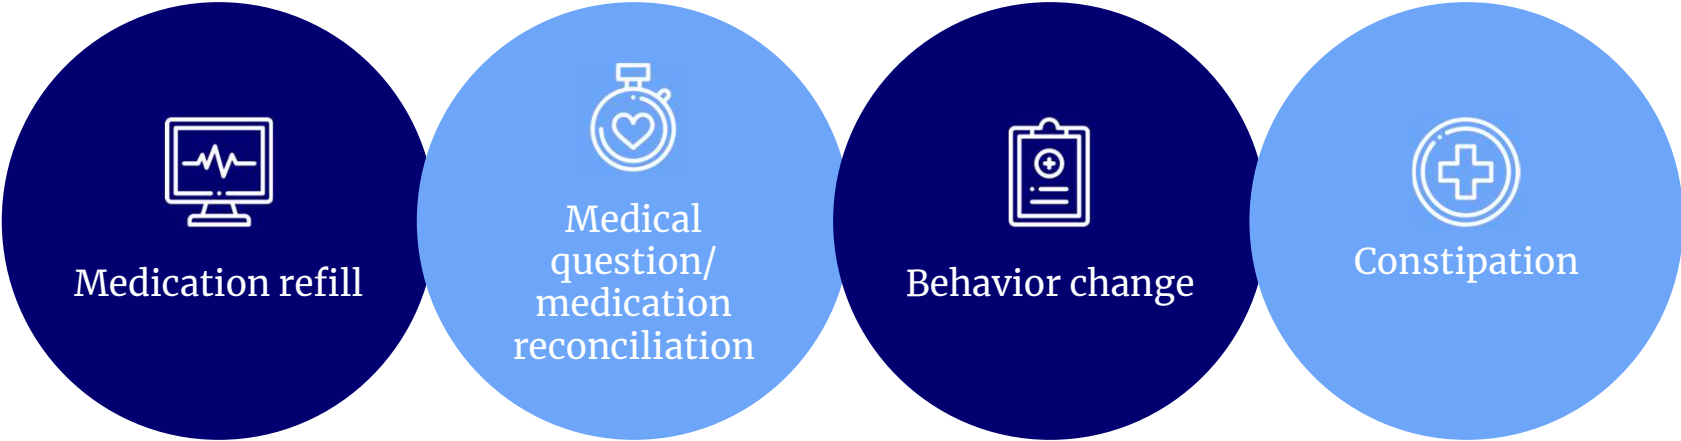 Medication refill
Medical
question/
medication
reconciliation
Behavior change
Constipation